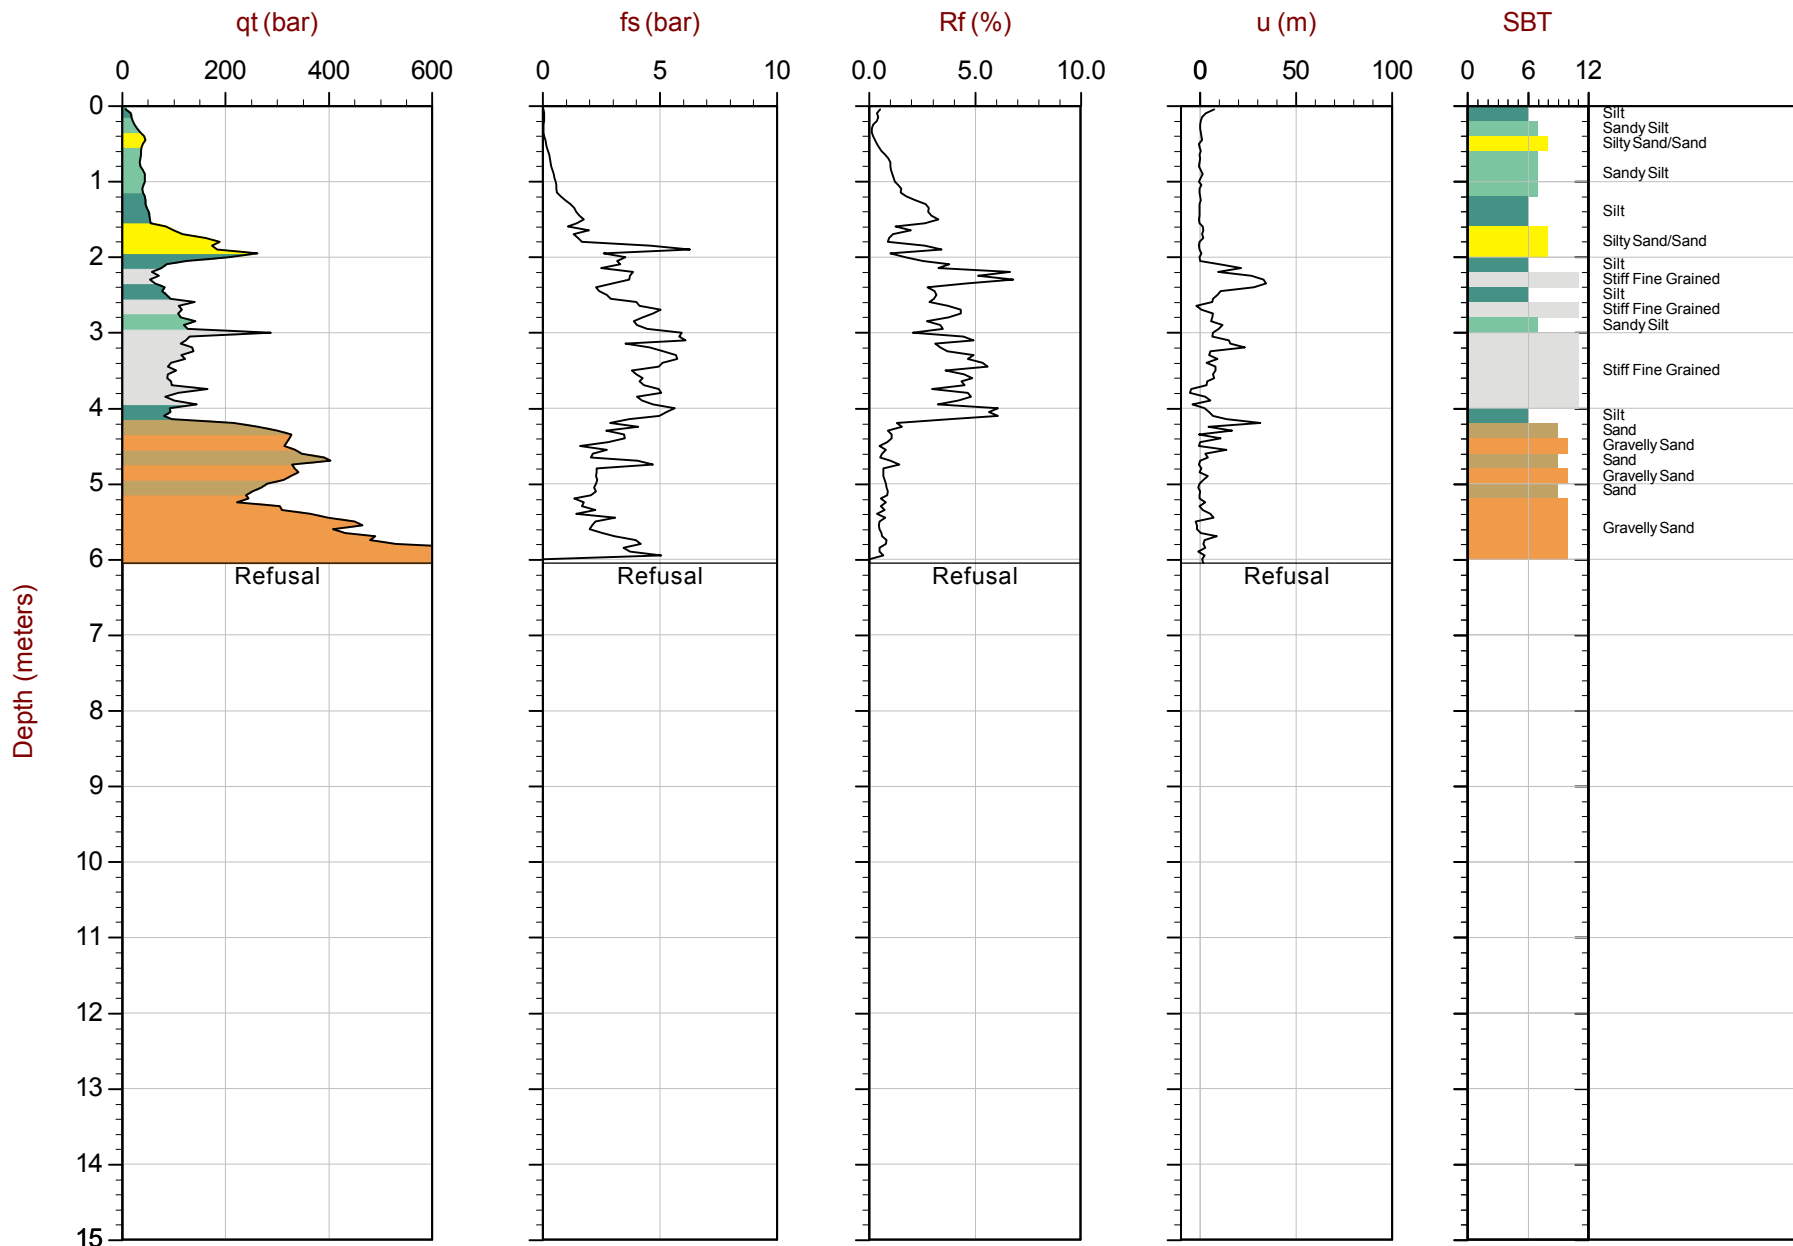 qt (bar) fs (bar) Rf (%) u (m) SBT
0 200 400 600 0 5 10 0.0 5.0 10.0 0 50 100 0 6 12
0
Silt
Sandy Silt
Silty Sand/Sand
Sandy Silt
1
Silt
Silty Sand/Sand
2
Silt
Stiff Fine Grained
Silt
Stiff Fine Grained
Sandy Silt
3
Stiff Fine Grained
4
Silt
Sand
Gravelly Sand
Sand
Gravelly Sand
5
Sand
Gravelly Sand
6
Refusal Refusal Refusal Refusal
7
8
9
10
11
12
13
14
15
Depth (meters)